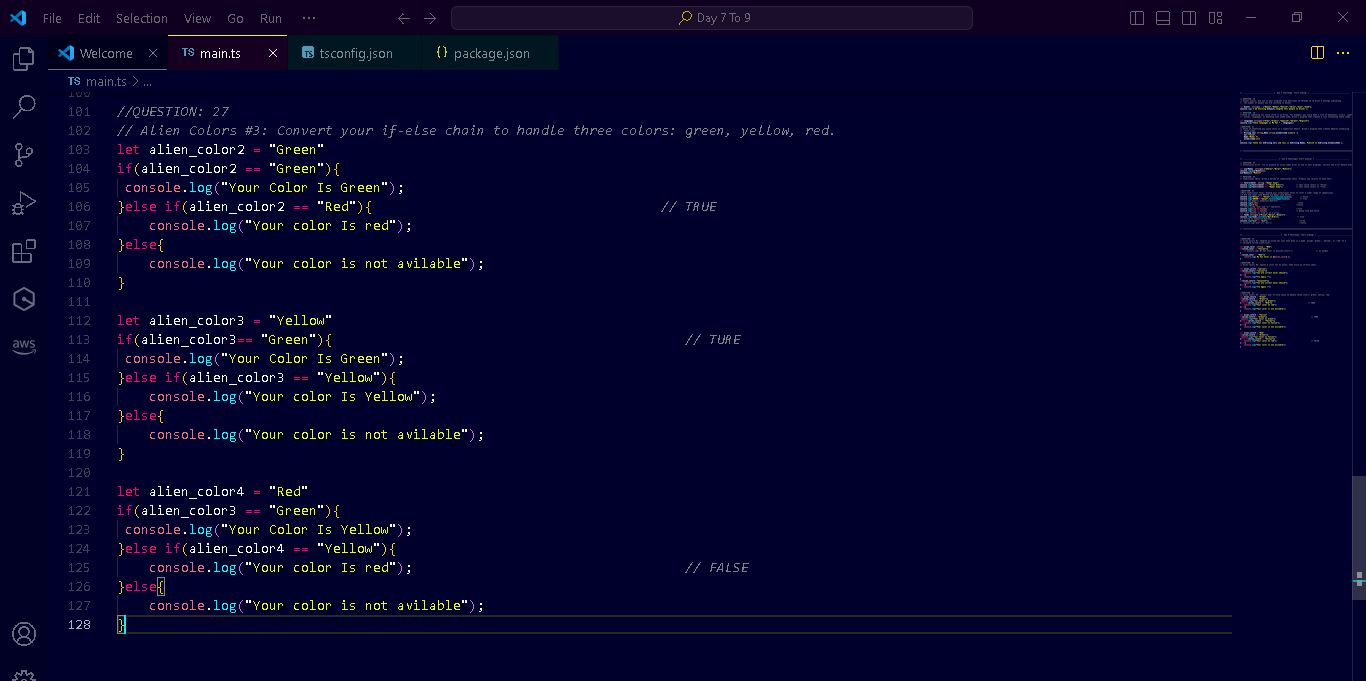 File Edit Selection View Go Run ··· Day 7 To 9
Welcome TS main.ts TS tsconfig.json {} package.json
TS main.ts > ...
100
101 //QUESTION: 27
102 // Alien Colors #3: Convert your if-else chain to handle three colors: green, yellow, red.
103 let alien_color2 = "Green"
104 if(alien_color2 == "Green"){
105 console.log("Your Color Is Green");
106 }else if(alien_color2 == "Red"){ // TRUE
107 console.log("Your color Is red");
108 }else{
109 console.log("Your color is not avilable");
110 }
111
112 let alien_color3 = "Yellow"
113 if(alien_color3== "Green"){ // TURE
114 console.log("Your Color Is Green");
115 }else if(alien_color3 == "Yellow"){
116 console.log("Your color Is Yellow");
117 }else{
118 console.log("Your color is not avilable");
119 }
120
121 let alien_color4 = "Red"
122 if(alien_color3 == "Green"){
123 console.log("Your Color Is Yellow");
124 }else if(alien_color4 == "Yellow"){
125 console.log("Your color Is red"); // FALSE
126 }else{
127 console.log("Your color is not avilable");
128 }
aws